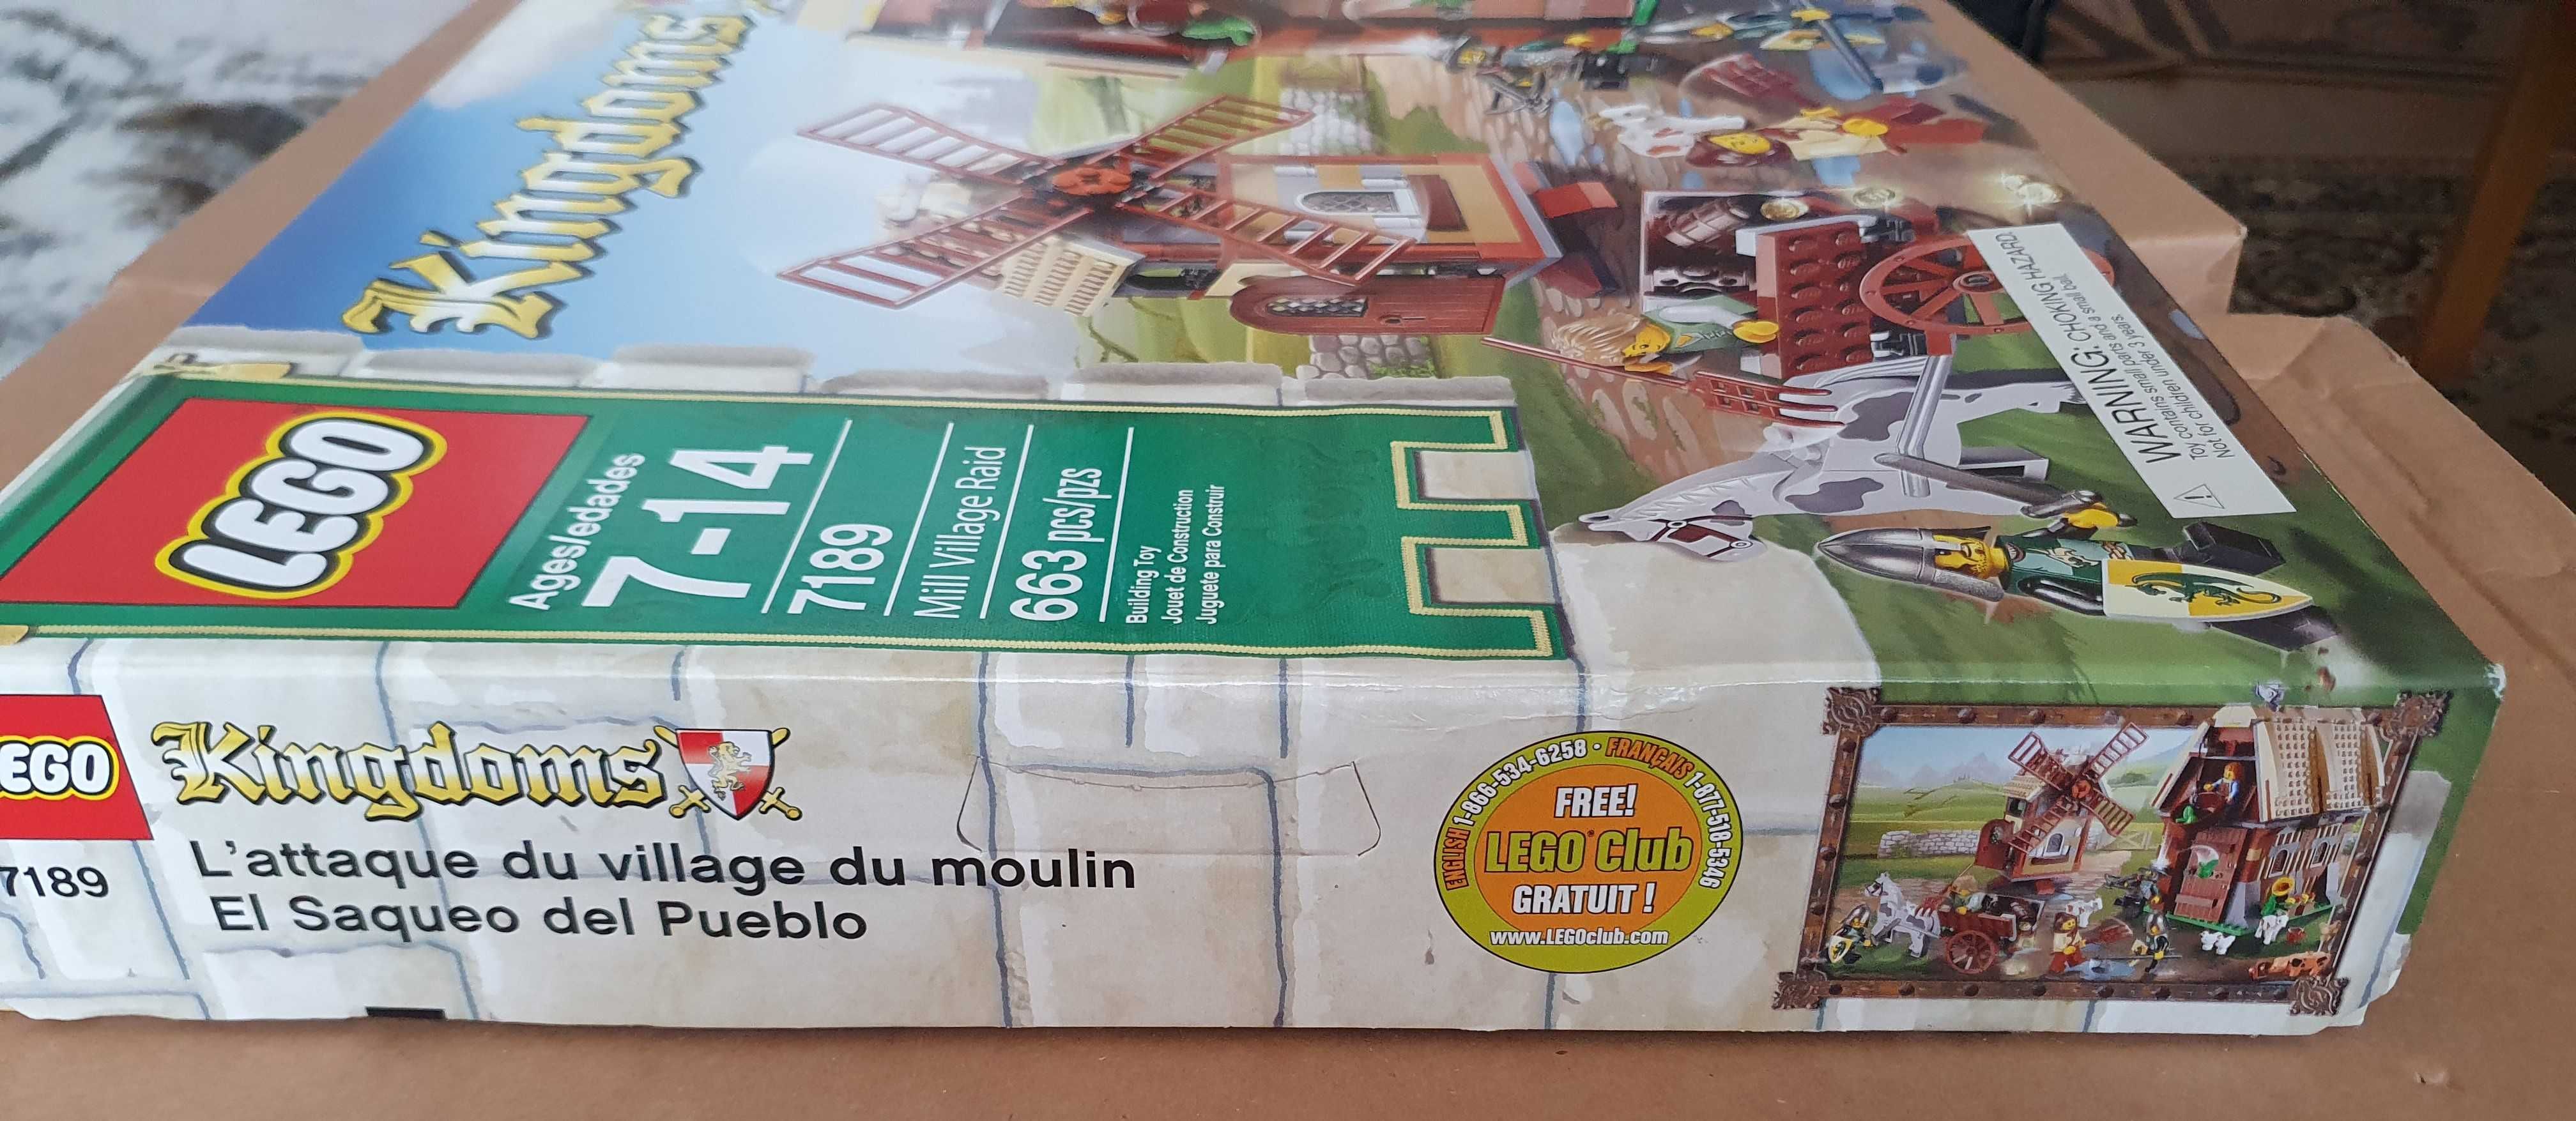 Kingdoms
LEGO
Ages/edades
7-14
7189
Mill Village Raid
663 pcs/pzs
Building Toy
Jouet de Construction
Juguete para Construir
WARNING: CHOKING HAZARD.
Toy contains small parts and a small ball.
Not for children under 3 years.
EGO
7189
Kingdoms
L'attaque du village du moulin
El Saqueo del Pueblo
ENGLISH 1-866-534-6258 • FRANÇAIS 1-877-518-5346
FREE!
LEGO® Club
GRATUIT !
www.LEGOclub.com